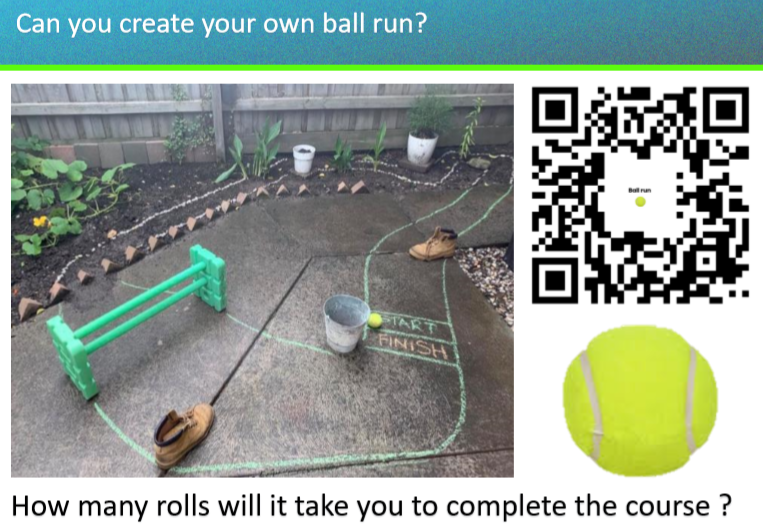 Can you create your own ball run?
Ball run
START
FINISH
How many rolls will it take you to complete the course ?